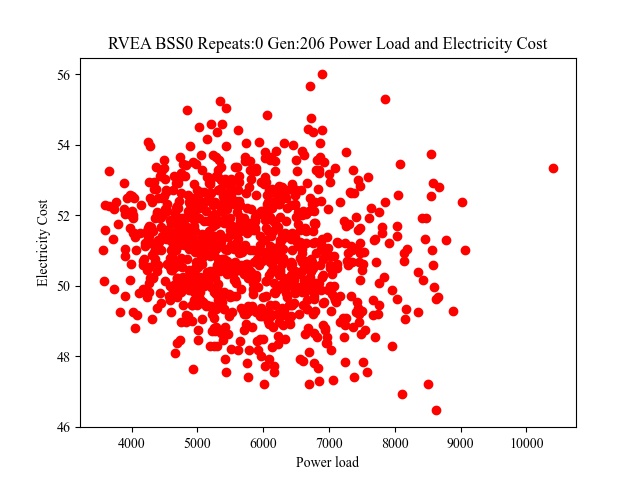 RVEA BSS0 Repeats:0 Gen:206 Power Load and Electricity Cost
56
54
52
50
48
46
Electricity Cost
4000 5000 6000 7000 8000 9000 10000
Power load